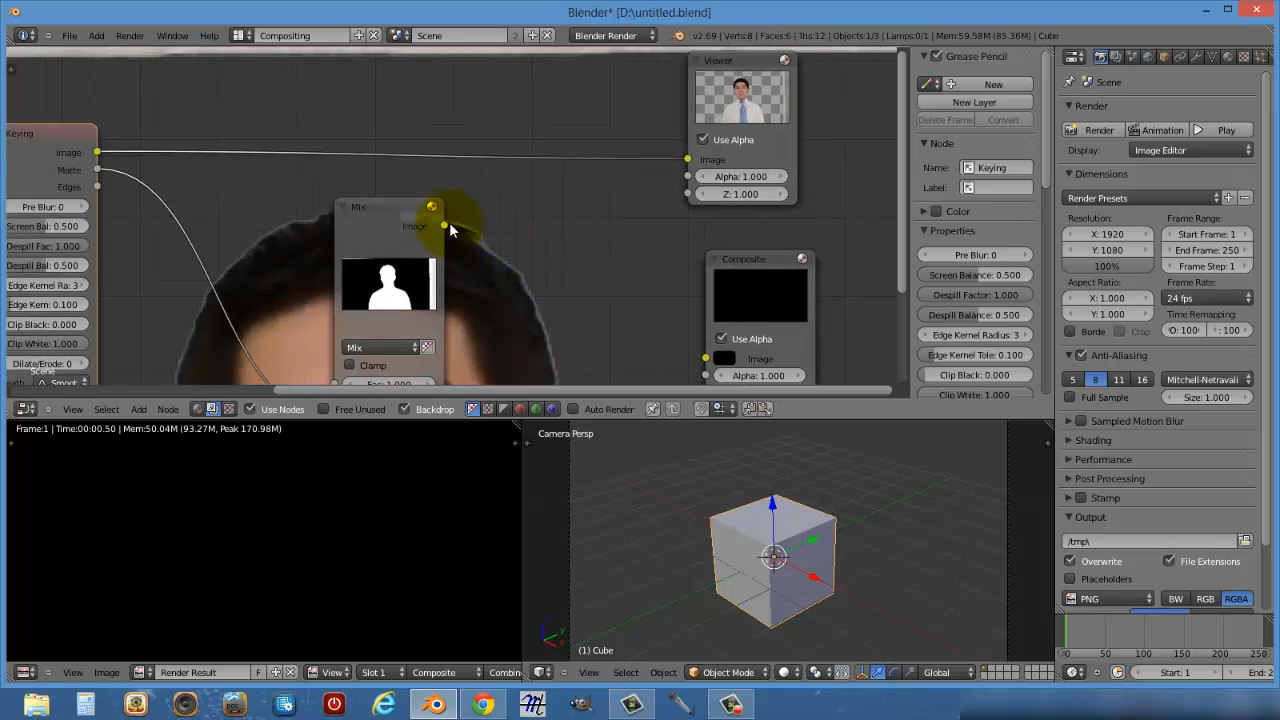 Blender* [D:\untitled.blend]
File Add Render Window Help Compositing Scene 2 Blender Render v2.69 | Verts:8 | Faces:6 | Tris:12 | Objects:1/3 | Lamps:0/1 | Mem:59.58M (85.36M) | Cube
Keying
Image
Matte
Edges
Pre Blur: 0
Screen Bal: 0.500
Despill Fac: 1.000
Despill Bal: 0.500
Edge Kernel Ra: 3
Edge Kern: 0.100
Clip Black: 0.000
Clip White: 1.000
Dilate/Erode: 0
Scene
Mix
Image
Mix
Clamp
Fac: 1.000
Viewer
Use Alpha
Image
Alpha: 1.000
Z: 1.000
Composite
Use Alpha
Image
Alpha: 1.000
Grease Pencil
New
New Layer
Delete Frame Convert
Node
Name: Keying
Label:
Color
Properties
Pre Blur: 0
Screen Balance: 0.500
Despill Factor: 1.000
Despill Balance: 0.500
Edge Kernel Radius: 3
Edge Kernel Tole: 0.100
Clip Black: 0.000
Clip White: 1.000
Scene
Render
Render Animation Play
Display: Image Editor
Dimensions
Render Presets
Resolution: Frame Range:
X: 1920 Start Frame: 1
Y: 1080 End Frame: 250
100% Frame Step: 1
Aspect Ratio: Frame Rate:
X: 1.000 24 fps
Y: 1.000 Time Remapping:
Borde Crop O: 100 : 100
Anti-Aliasing
5 8 11 16 Mitchell-Netravali
Full Sample Size: 1.000
Sampled Motion Blur
Shading
Performance
Post Processing
Stamp
Output
/tmp\
Overwrite File Extensions
Placeholders
PNG BW RGB RGBA
View Select Add Node Use Nodes Free Unused Backdrop Auto Render
Frame:1 | Time:00:00.50 | Mem:50.04M (93.27M, Peak 170.98M)
Camera Persp
(1) Cube
View Image Render Result F View Slot 1 Composite Combin
View Select Object Object Mode Global
0 50 100 150 200 250
Start: 1 End: 2